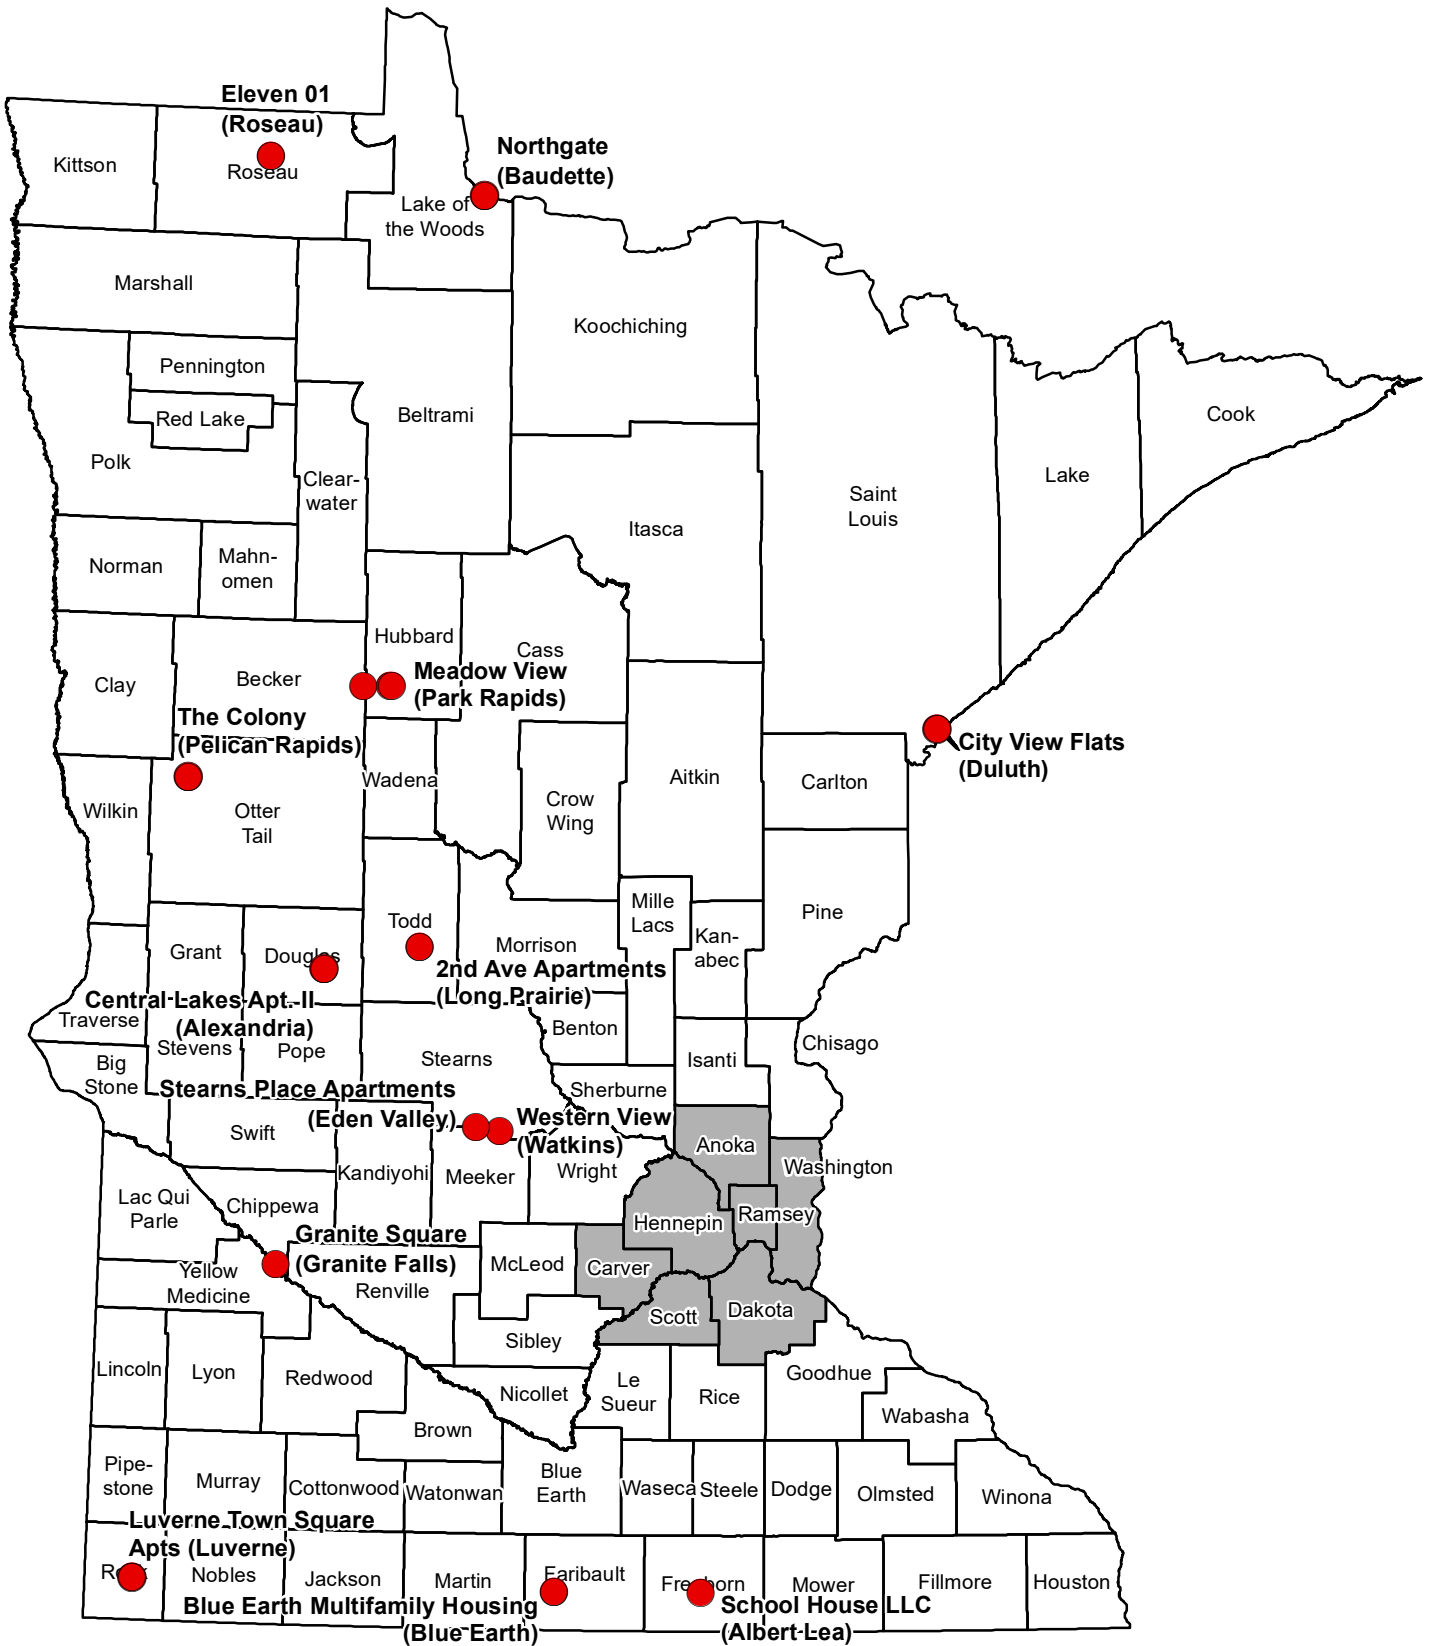 Eleven 01
(Roseau)
Kittson
Roseau
Northgate
(Baudette)
Lake of
the Woods
Marshall
Koochiching
Pennington
Red Lake
Beltrami
Cook
Polk
Clear-
water
Lake
Saint
Louis
Itasca
Norman
Mahn-
omen
Hubbard
Cass
Clay
Becker
Meadow View
(Park Rapids)
The Colony
(Pelican Rapids)
City View Flats
(Duluth)
Wadena
Aitkin
Carlton
Wilkin
Otter
Tail
Crow
Wing
Mille
Lacs
Pine
Todd
Grant
Douglas
Morrison
Kan-
abec
2nd Ave Apartments
(Long Prairie)
Central Lakes Apt. II
(Alexandria)
Traverse
Benton
Stevens
Pope
Stearns
Isanti
Chisago
Big
Stone
Sherburne
Stearns Place Apartments
(Eden Valley)
Western View
(Watkins)
Swift
Anoka
Kandiyohi
Meeker
Wright
Washington
Lac Qui
Parle
Chippewa
Hennepin
Ramsey
Granite Square
(Granite Falls)
McLeod
Carver
Yellow
Medicine
Renville
Scott
Dakota
Sibley
Lincoln
Lyon
Redwood
Nicollet
Le
Sueur
Rice
Goodhue
Brown
Wabasha
Pipe-
stone
Murray
Cottonwood
Watonwan
Blue
Earth
Waseca
Steele
Dodge
Olmsted
Winona
Luverne Town Square
Apts (Luverne)
Rock
Nobles
Jackson
Martin
Faribault
Freeborn
Mower
Fillmore
Houston
Blue Earth Multifamily Housing
(Blue Earth)
School House LLC
(Albert Lea)